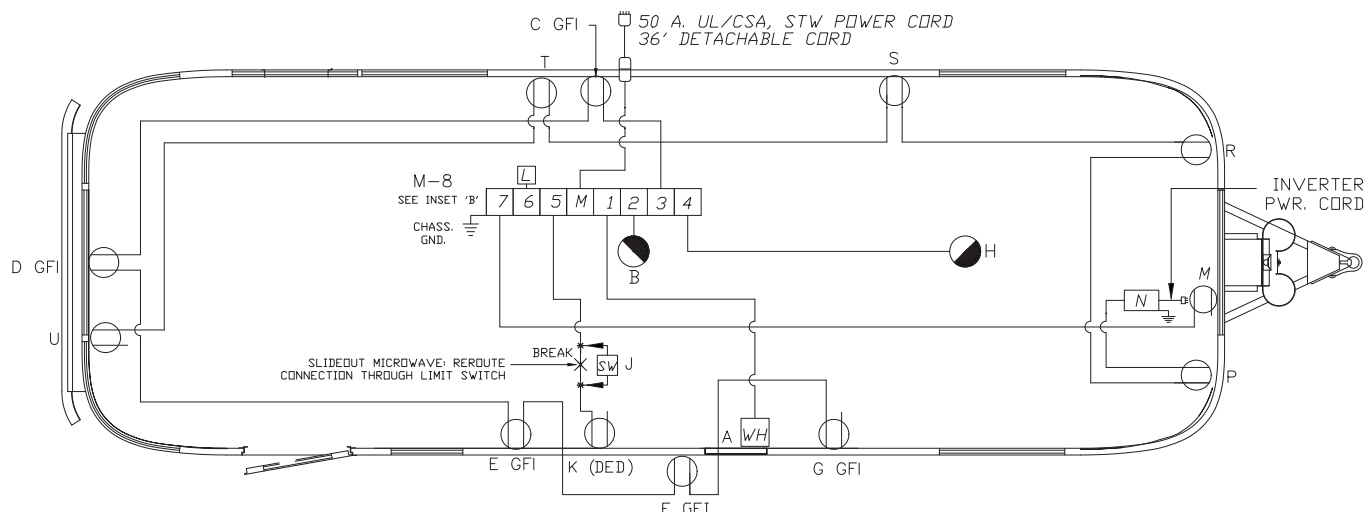 C GFI
50 A. UL/CSA, STW POWER CORD
36' DETACHABLE CORD
T
S
R
M-8
SEE INSET 'B'
L
7 6 5 M 1 2 3 4
CHASS.
GND.
INVERTER
PWR. CORD
B
H
D GFI
M
N
U
BREAK
SLIDEOUT MICROWAVE: REROUTE
CONNECTION THROUGH LIMIT SWITCH
SW
J
P
A
WH
E GFI
K (DED)
G GFI
F GFI